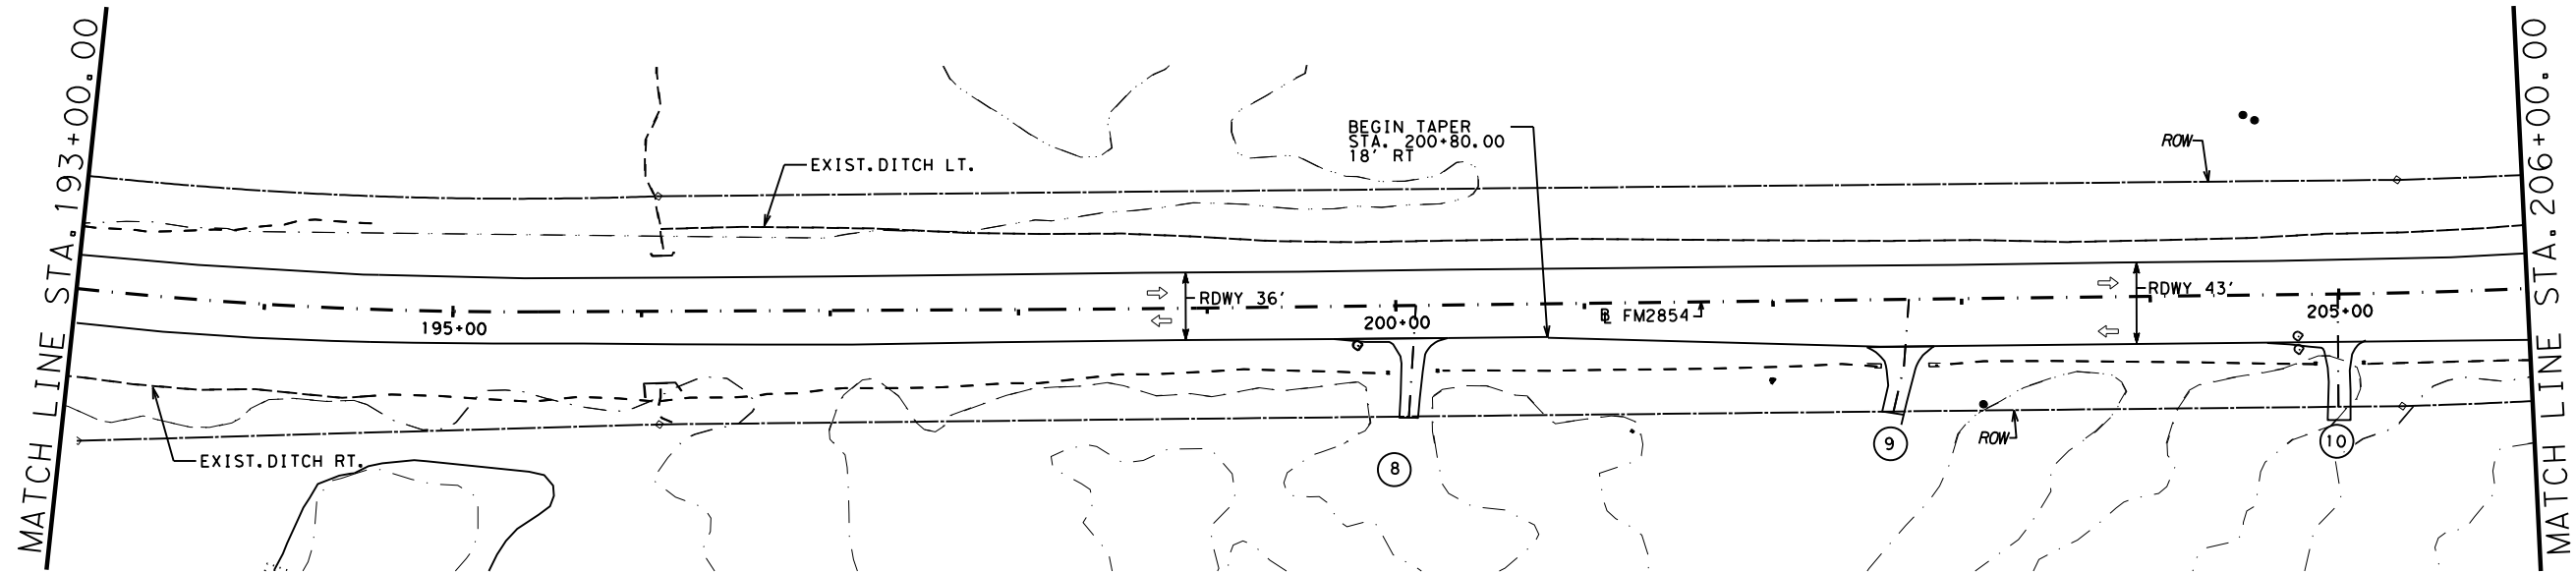 MATCH LINE STA. 193+00.00
BEGIN TAPER
STA. 200+80.00
18' RT
EXIST.DITCH LT.
ROW
RDWY 36'
RDWY 43'
195+00
200+00
℄ FM2854
205+00
EXIST.DITCH RT.
8
9
ROW
10
MATCH LINE STA. 206+00.00